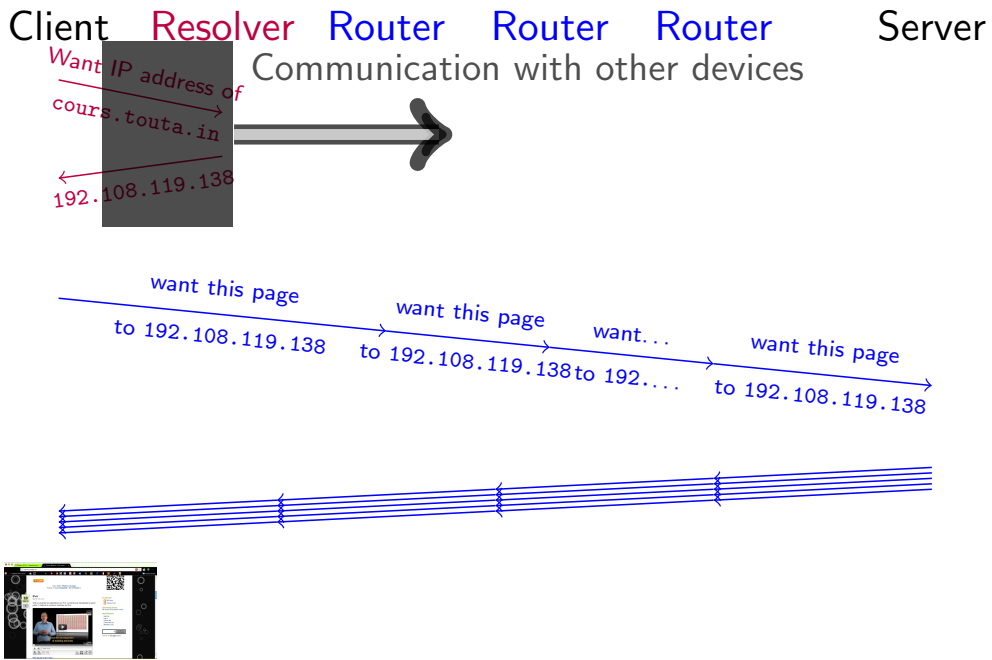 Client Resolver Router Router Router Server
Communication with other devices
Want IP address of
cours.touta.in
192.108.119.138
want this page
to 192.108.119.138
want this page
to 192.108.119.138
want...
to 192....
want this page
to 192.108.119.138